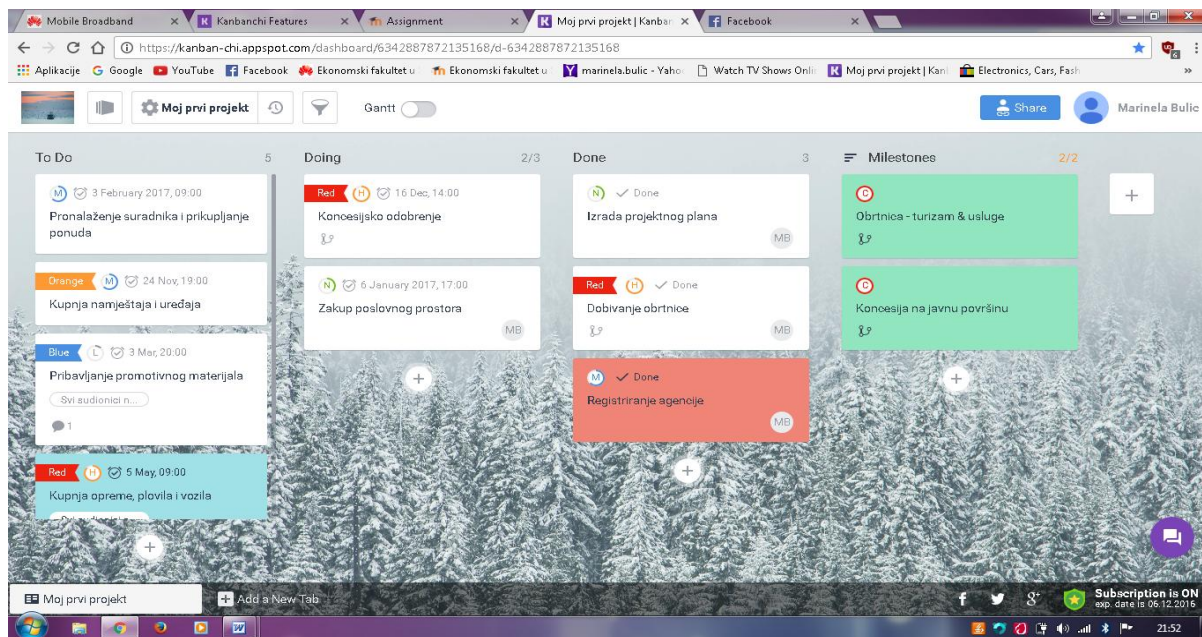 Mobile Broadband
Kanbanchi Features
Assignment
Moj prvi projekt | Kanban
Facebook
https://kanban-chi.appspot.com/dashboard/6342887872135168/d-6342887872135168
Aplikacije
Google
YouTube
Facebook
Ekonomski fakultet u
Ekonomski fakultet u
marinela.bulic - Yaho
Watch TV Shows Onli
Moj prvi projekt | Kan
Electronics, Cars, Fash
»
Moj prvi projekt
Gantt
Share
Marinela Bulic
To Do 5
M 3 February 2017, 09:00
Pronalaženje suradnika i prikupljanje
ponuda
Orange M 24 Nov, 19:00
Kupnja namještaja i uređaja
Blue L 3 Mar, 20:00
Pribavljanje promotivnog materijala
Svi sudionici n...
1
Red H 5 May, 09:00
Kupnja opreme, plovila i vozila
Doing 2/3
Red H 16 Dec, 14:00
Koncesijsko odobrenje
N 6 January 2017, 17:00
Zakup poslovnog prostora
MB
Done 3
N Done
Izrada projektnog plana
MB
Red H Done
Dobivanje obrtnice
MB
M Done
Registriranje agencije
MB
Milestones 2/2
C
Obrtnica - turizam & usluge
C
Koncesija na javnu površinu
Moj prvi projekt
Add a New Tab
Subscription is ON
exp. date is 06.12.2016
21:52